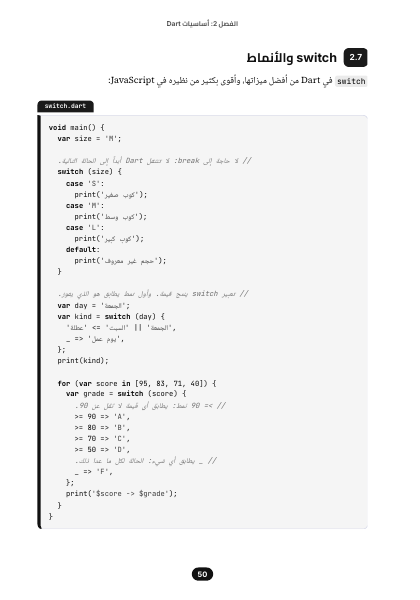 الفصل 2: أساسيات Dart
2.7 switch والأنماط
switch في Dart من أفضل ميزاتها، وأقوى بكثير من نظيره في JavaScript:
switch.dart
void main() {
var size = 'M';
// لا حاجة إلى break: لا تنتقل Dart أبدًا إلى الحالة التالية.
switch (size) {
case 'S':
print('كوب صغير');
case 'M':
print('كوب وسط');
case 'L':
print('كوب كبير');
default:
print('حجم غير معروف');
}
// تعبير switch ينتج قيمة. وأول نمط يطابق هو الذي يفوز.
var day = 'الجمعة';
var kind = switch (day) {
'الجمعة' || 'السبت' => 'عطلة',
_ => 'يوم عمل',
};
print(kind);
for (var score in [95, 83, 71, 40]) {
var grade = switch (score) {
// >= 90 نمط: يطابق أي قيمة لا تقل عن 90.
>= 90 => 'A',
>= 80 => 'B',
>= 70 => 'C',
>= 50 => 'D',
// _ يطابق أي شيء: الحالة لكل ما عدا ذلك.
_ => 'F',
};
print('$score -> $grade');
}
}
50